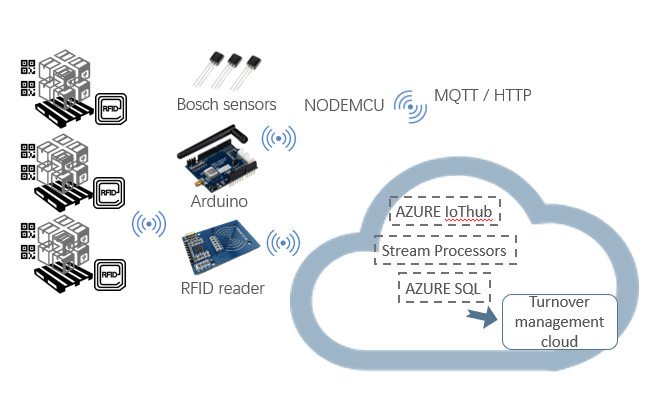 Bosch sensors
NODEMCU
MQTT / HTTP
RFID
Arduino
RFID
AZURE IoThub
Stream Processors
RFID reader
RFID
AZURE SQL
Turnover
management
cloud